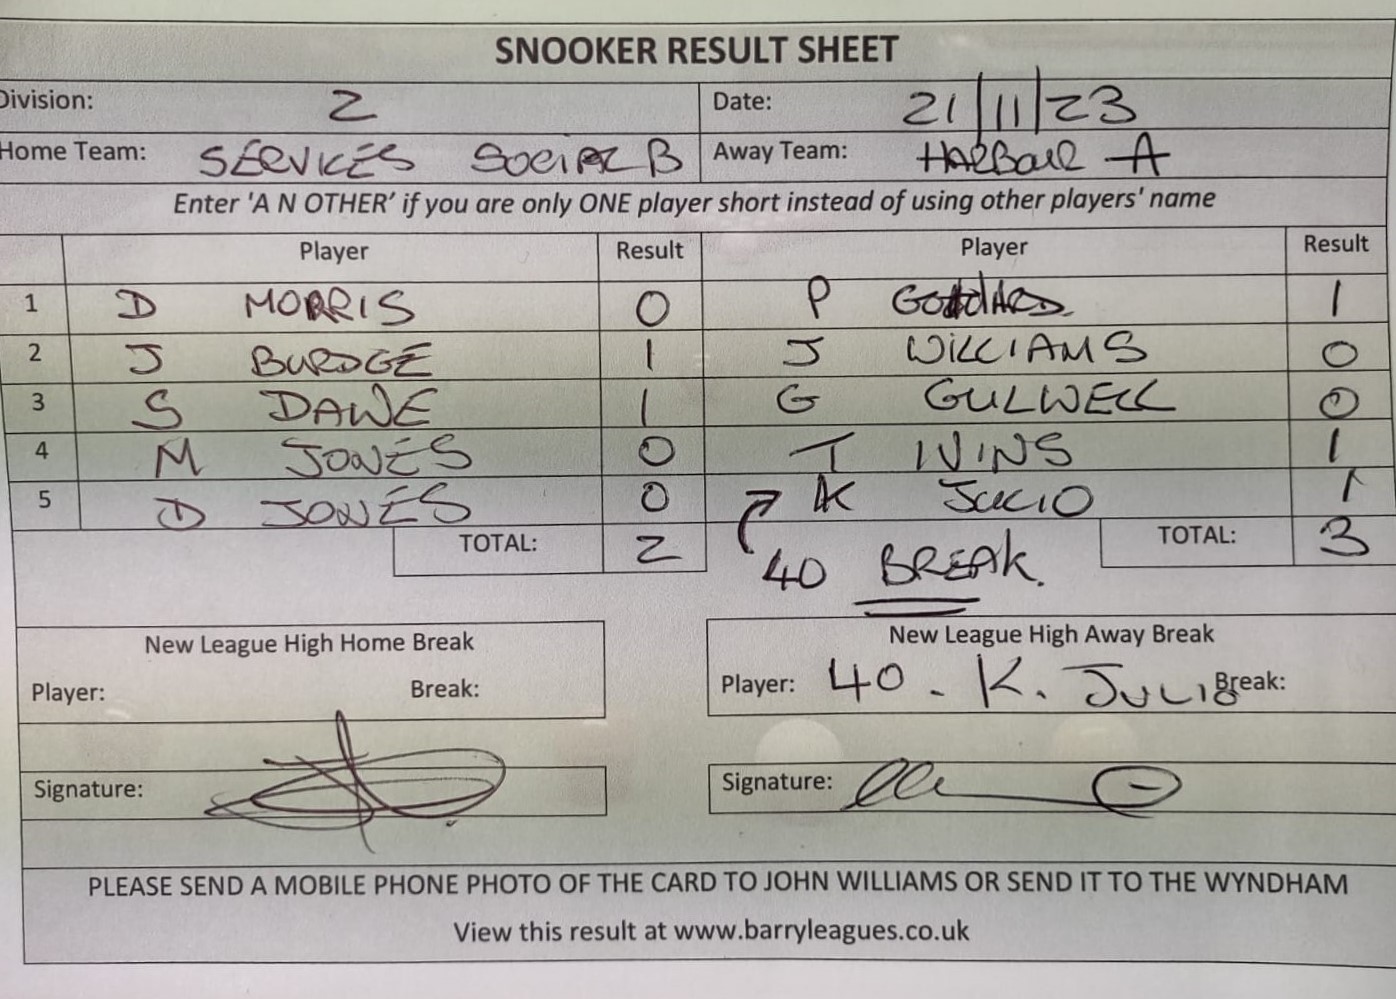 SNOOKER RESULT SHEET
Division: 2 Date: 21/11/23
Home Team: SERVICES SOCIAL B Away Team: HARBOUR A
Enter 'A N OTHER' if you are only ONE player short instead of using other players' name
Player Result Player Result
1 D MORRIS 0 P GODDARD 1
2 J BURDGE 1 J WILLIAMS 0
3 S DAWE 1 G GULWELL 0
4 M JONES 0 T IVINS 1
5 D JONES 0 K JULIO 1
TOTAL: 2 TOTAL: 3
40 BREAK.
New League High Home Break New League High Away Break
Player: Break: Player: 40 - K. JULIO Break:
Signature: Signature:
PLEASE SEND A MOBILE PHONE PHOTO OF THE CARD TO JOHN WILLIAMS OR SEND IT TO THE WYNDHAM
View this result at www.barryleagues.co.uk